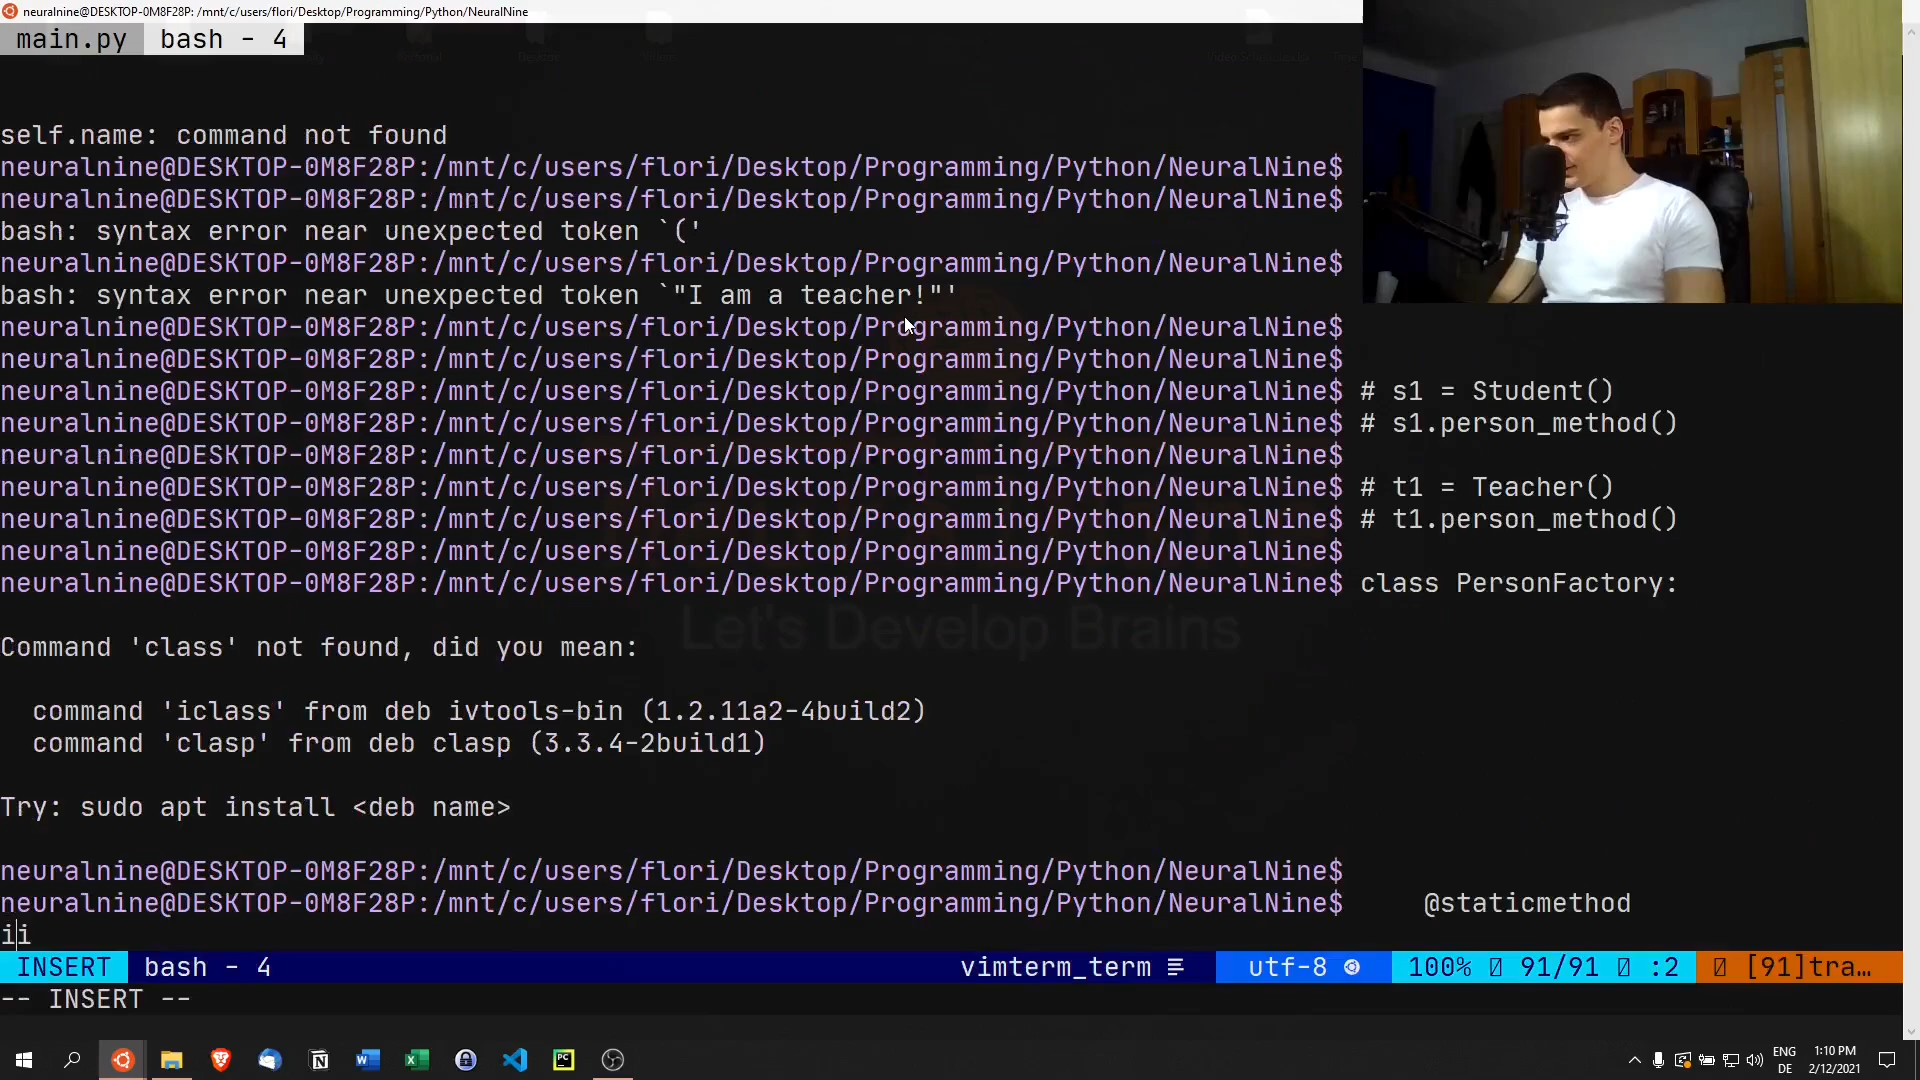 neuralnine@DESKTOP-0M8F28P: /mnt/c/users/flori/Desktop/Programming/Python/NeuralNine
main.py bash - 4
self.name: command not found
neuralnine@DESKTOP-0M8F28P:/mnt/c/users/flori/Desktop/Programming/Python/NeuralNine$
neuralnine@DESKTOP-0M8F28P:/mnt/c/users/flori/Desktop/Programming/Python/NeuralNine$
bash: syntax error near unexpected token `('
neuralnine@DESKTOP-0M8F28P:/mnt/c/users/flori/Desktop/Programming/Python/NeuralNine$
bash: syntax error near unexpected token `"I am a teacher!"'
neuralnine@DESKTOP-0M8F28P:/mnt/c/users/flori/Desktop/Programming/Python/NeuralNine$
neuralnine@DESKTOP-0M8F28P:/mnt/c/users/flori/Desktop/Programming/Python/NeuralNine$
neuralnine@DESKTOP-0M8F28P:/mnt/c/users/flori/Desktop/Programming/Python/NeuralNine$ # s1 = Student()
neuralnine@DESKTOP-0M8F28P:/mnt/c/users/flori/Desktop/Programming/Python/NeuralNine$ # s1.person_method()
neuralnine@DESKTOP-0M8F28P:/mnt/c/users/flori/Desktop/Programming/Python/NeuralNine$
neuralnine@DESKTOP-0M8F28P:/mnt/c/users/flori/Desktop/Programming/Python/NeuralNine$ # t1 = Teacher()
neuralnine@DESKTOP-0M8F28P:/mnt/c/users/flori/Desktop/Programming/Python/NeuralNine$ # t1.person_method()
neuralnine@DESKTOP-0M8F28P:/mnt/c/users/flori/Desktop/Programming/Python/NeuralNine$
neuralnine@DESKTOP-0M8F28P:/mnt/c/users/flori/Desktop/Programming/Python/NeuralNine$ class PersonFactory:
Let's Develop Brains
Command 'class' not found, did you mean:
command 'iclass' from deb ivtools-bin (1.2.11a2-4build2)
command 'clasp' from deb clasp (3.3.4-2build1)
Try: sudo apt install <deb name>
neuralnine@DESKTOP-0M8F28P:/mnt/c/users/flori/Desktop/Programming/Python/NeuralNine$
neuralnine@DESKTOP-0M8F28P:/mnt/c/users/flori/Desktop/Programming/Python/NeuralNine$ @staticmethod
ii
INSERT bash - 4 vimterm_term utf-8 100% 91/91 :2 [91]tra…
-- INSERT --
ENG 1:10 PM
DE 2/12/2021